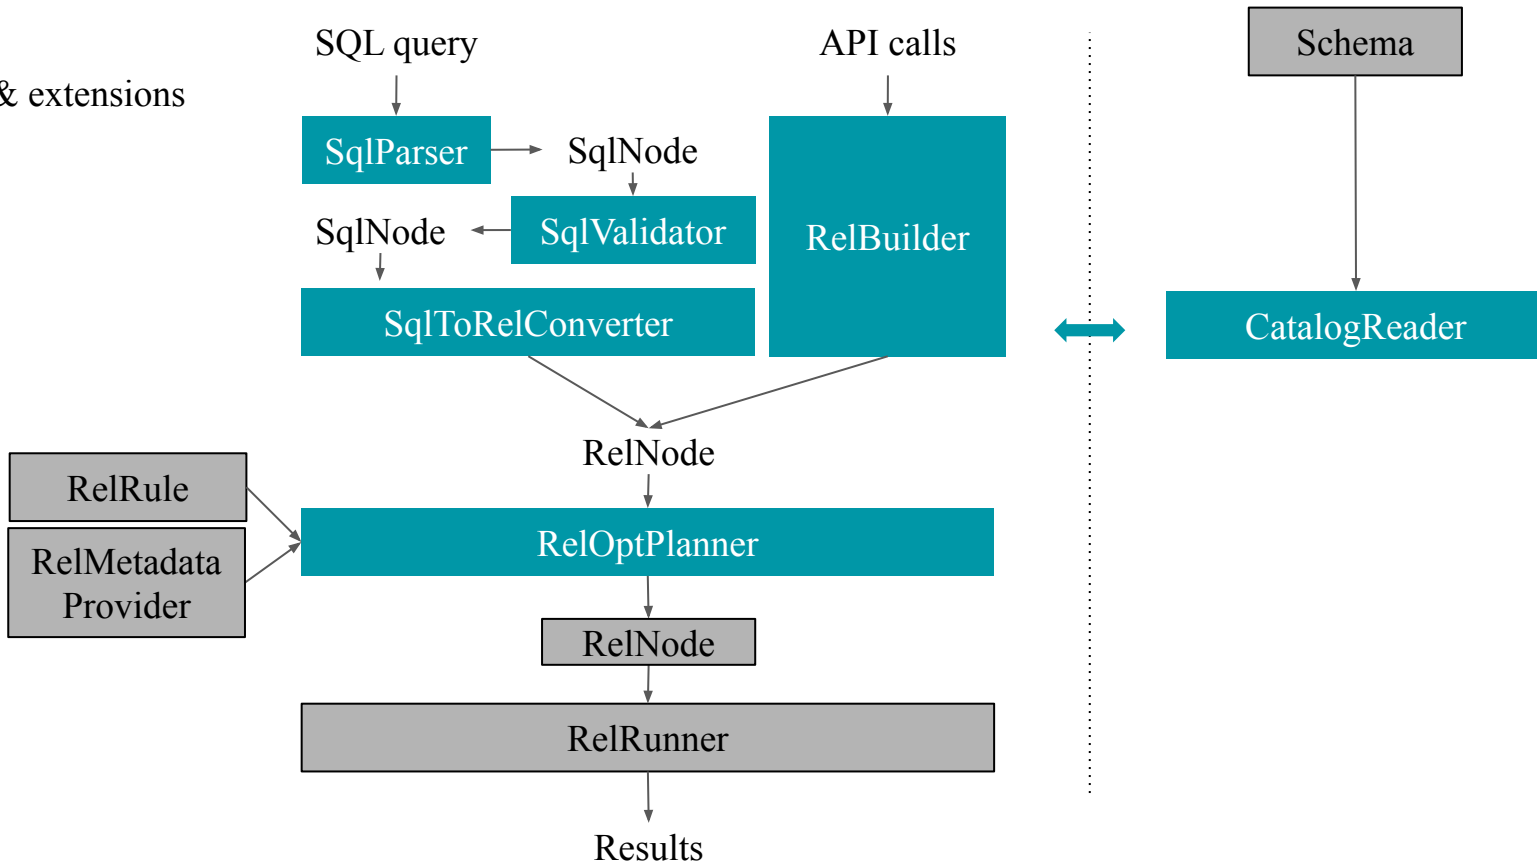 SQL query
API calls
Schema
& extensions
SqlParser
SqlNode
SqlNode
SqlValidator
RelBuilder
SqlToRelConverter
CatalogReader
RelNode
RelRule
RelMetadata
Provider
RelOptPlanner
RelNode
RelRunner
Results